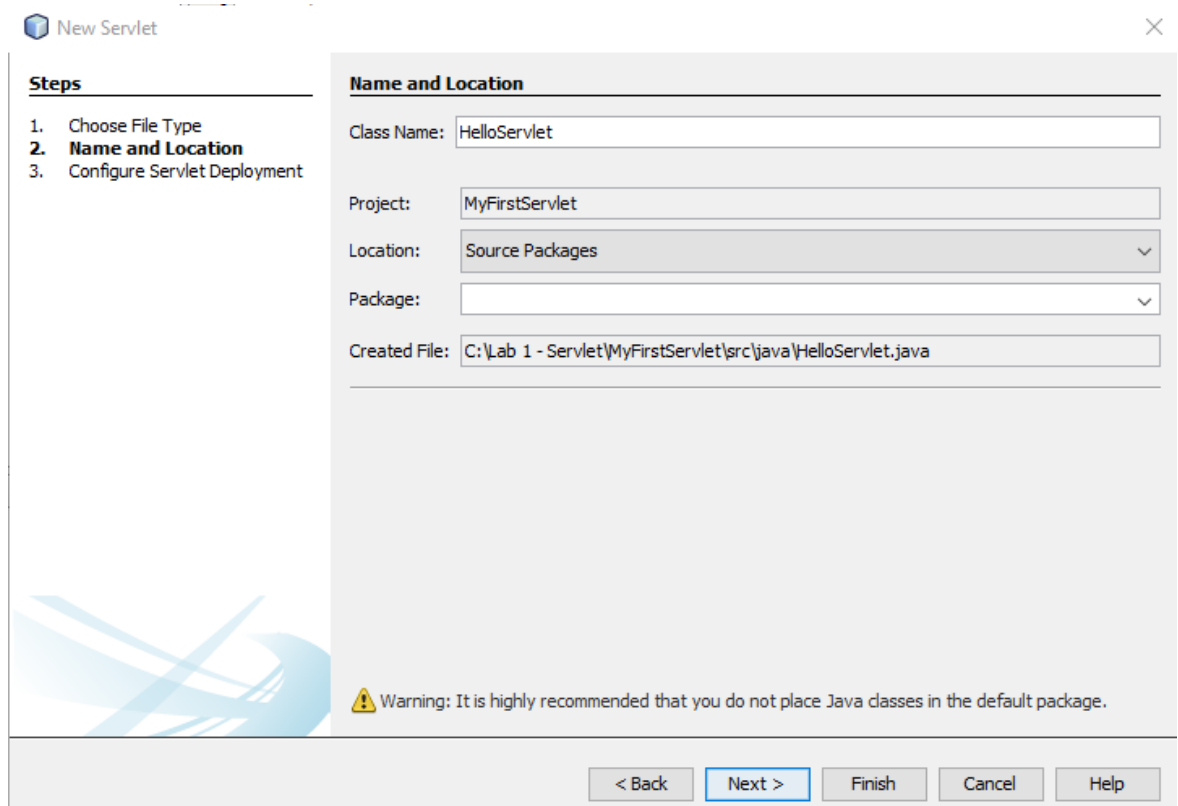 New Servlet
Steps
1. Choose File Type
2. Name and Location
3. Configure Servlet Deployment
Name and Location
Class Name: HelloServlet
Project: MyFirstServlet
Location: Source Packages
Package:
Created File: C:\Lab 1 - Servlet\MyFirstServlet\src\java\HelloServlet.java
Warning: It is highly recommended that you do not place Java classes in the default package.
< Back Next > Finish Cancel Help